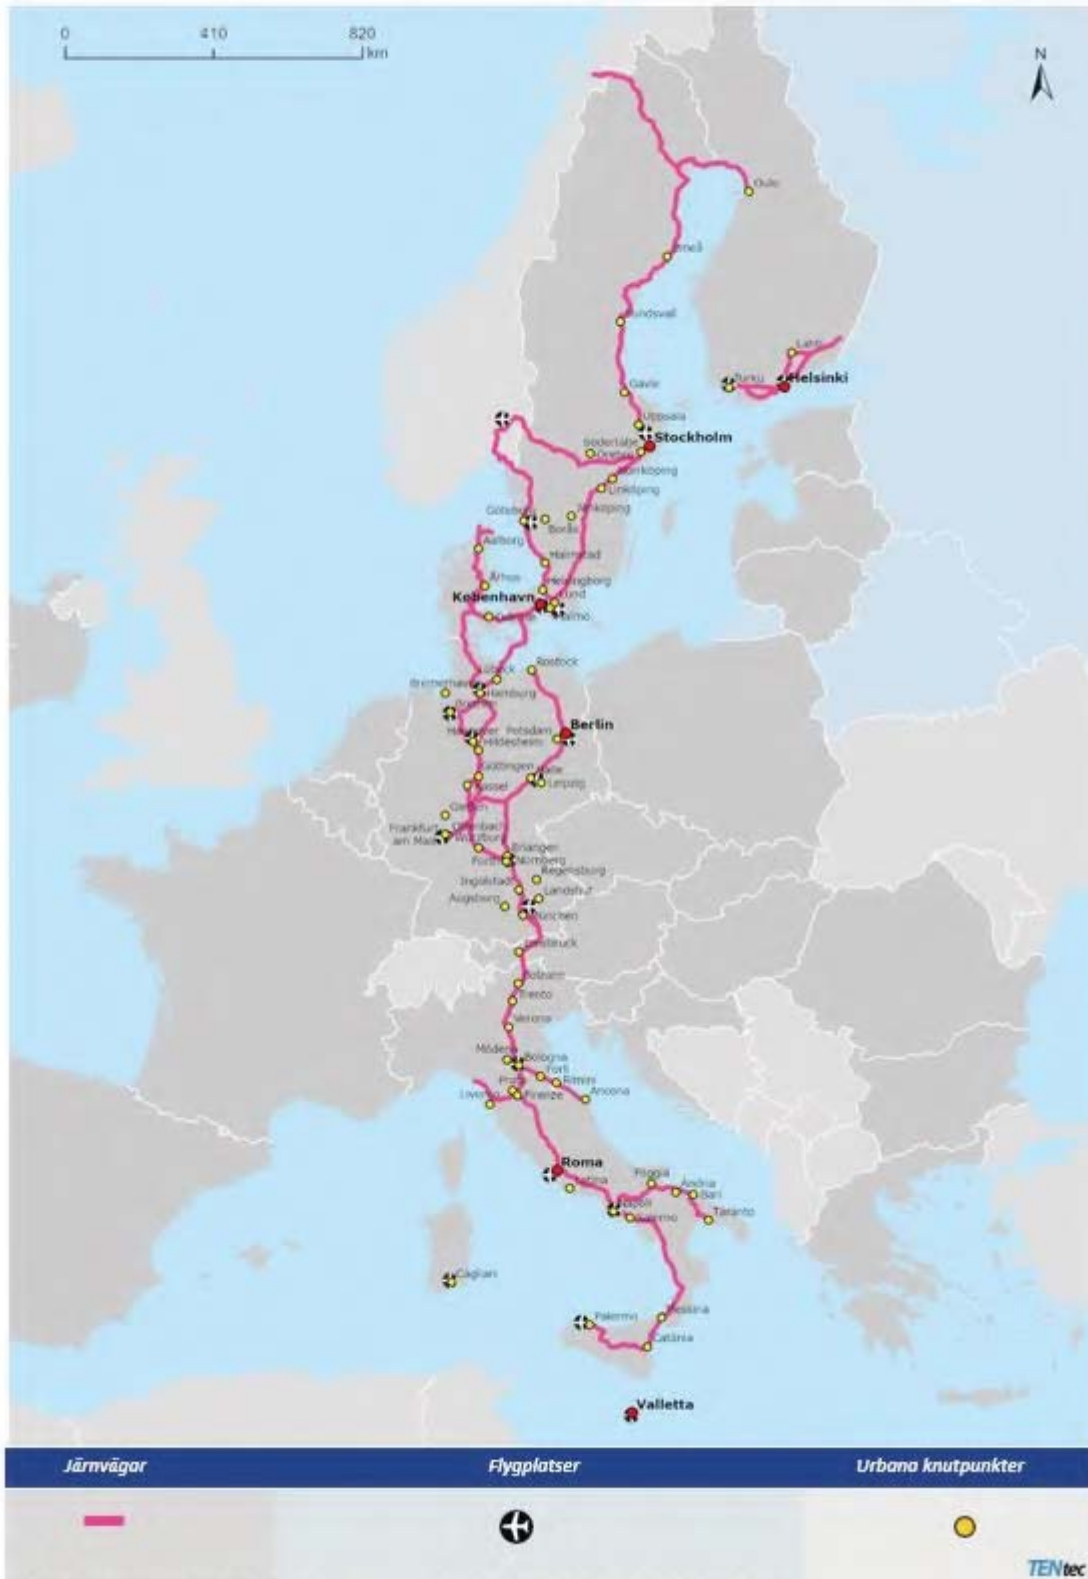 0 410 820
km
N
Oulu
Umeå
Sundsvall
Lahti
Gävle
Turku
Helsinki
Uppsala
Stockholm
Södertälje
Örebro
Norrköping
Linköping
Göteborg
Jönköping
Borås
Aalborg
Halmstad
Århus
Helsingborg
København
Lund
Malmö
Rostock
Lübeck
Bremerhaven
Hamburg
Bremen
Berlin
Hannover
Potsdam
Hildesheim
Göttingen
Halle
Kassel
Leipzig
Gießen
Frankfurt
am Main
Offenbach
Würzburg
Erlangen
Fürth
Nürnberg
Regensburg
Ingolstadt
Landshut
Augsburg
München
Innsbruck
Bolzano
Trento
Verona
Módena
Bologna
Forlì
Rimini
Prato
Ancona
Livorno
Firenze
Roma
Latina
Foggia
Andria
Bari
Napoli
Salerno
Taranto
Cagliari
Palermo
Messina
Catánia
Valletta
Järnvägar
Flygplatser
Urbana knutpunkter
TENtec